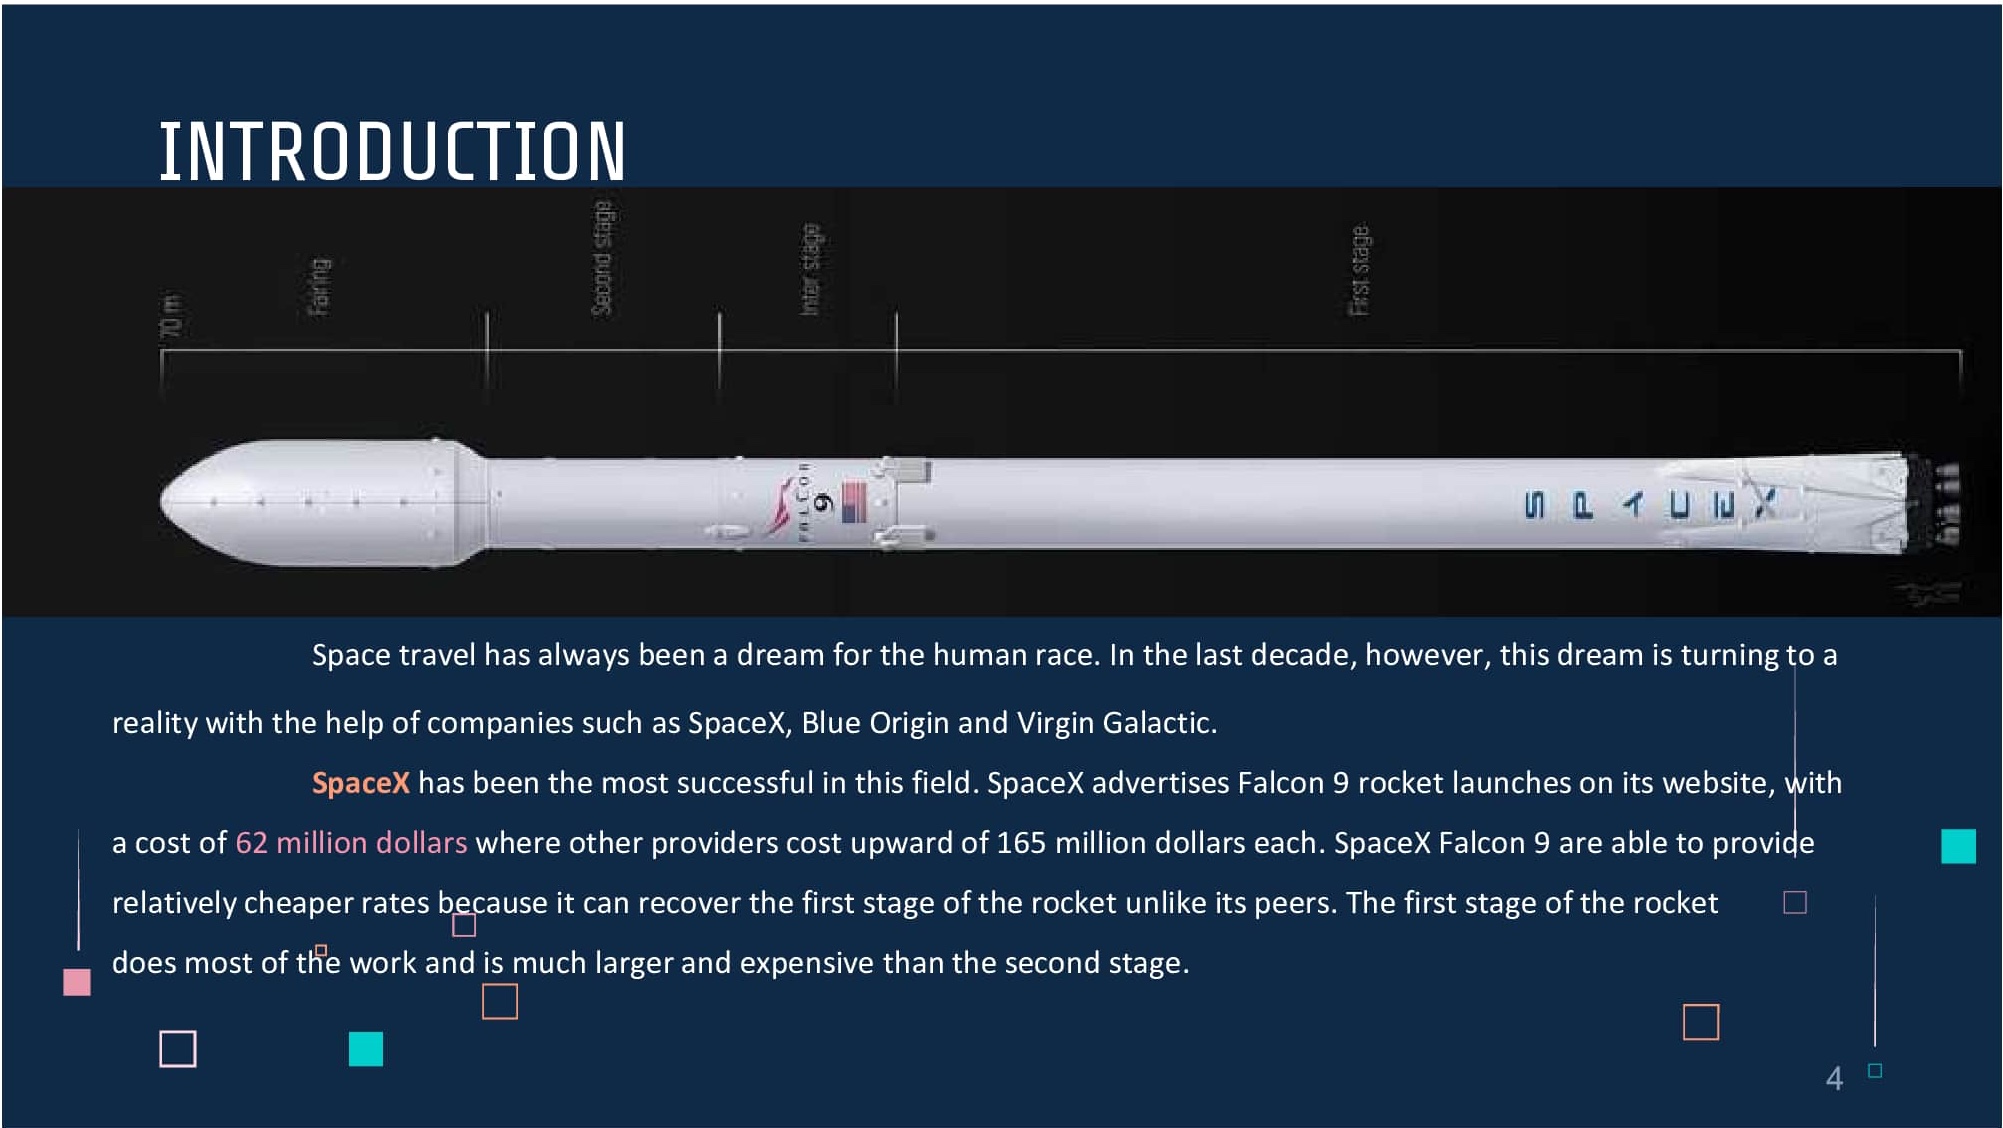 INTRODUCTION
70 m
Fairing
Second stage
Inter stage
First stage
FALCON
9
SPACEX
Space travel has always been a dream for the human race. In the last decade, however, this dream is turning to a
reality with the help of companies such as SpaceX, Blue Origin and Virgin Galactic.
SpaceX has been the most successful in this field. SpaceX advertises Falcon 9 rocket launches on its website, with
a cost of 62 million dollars where other providers cost upward of 165 million dollars each. SpaceX Falcon 9 are able to provide
relatively cheaper rates because it can recover the first stage of the rocket unlike its peers. The first stage of the rocket
does most of the work and is much larger and expensive than the second stage.
4